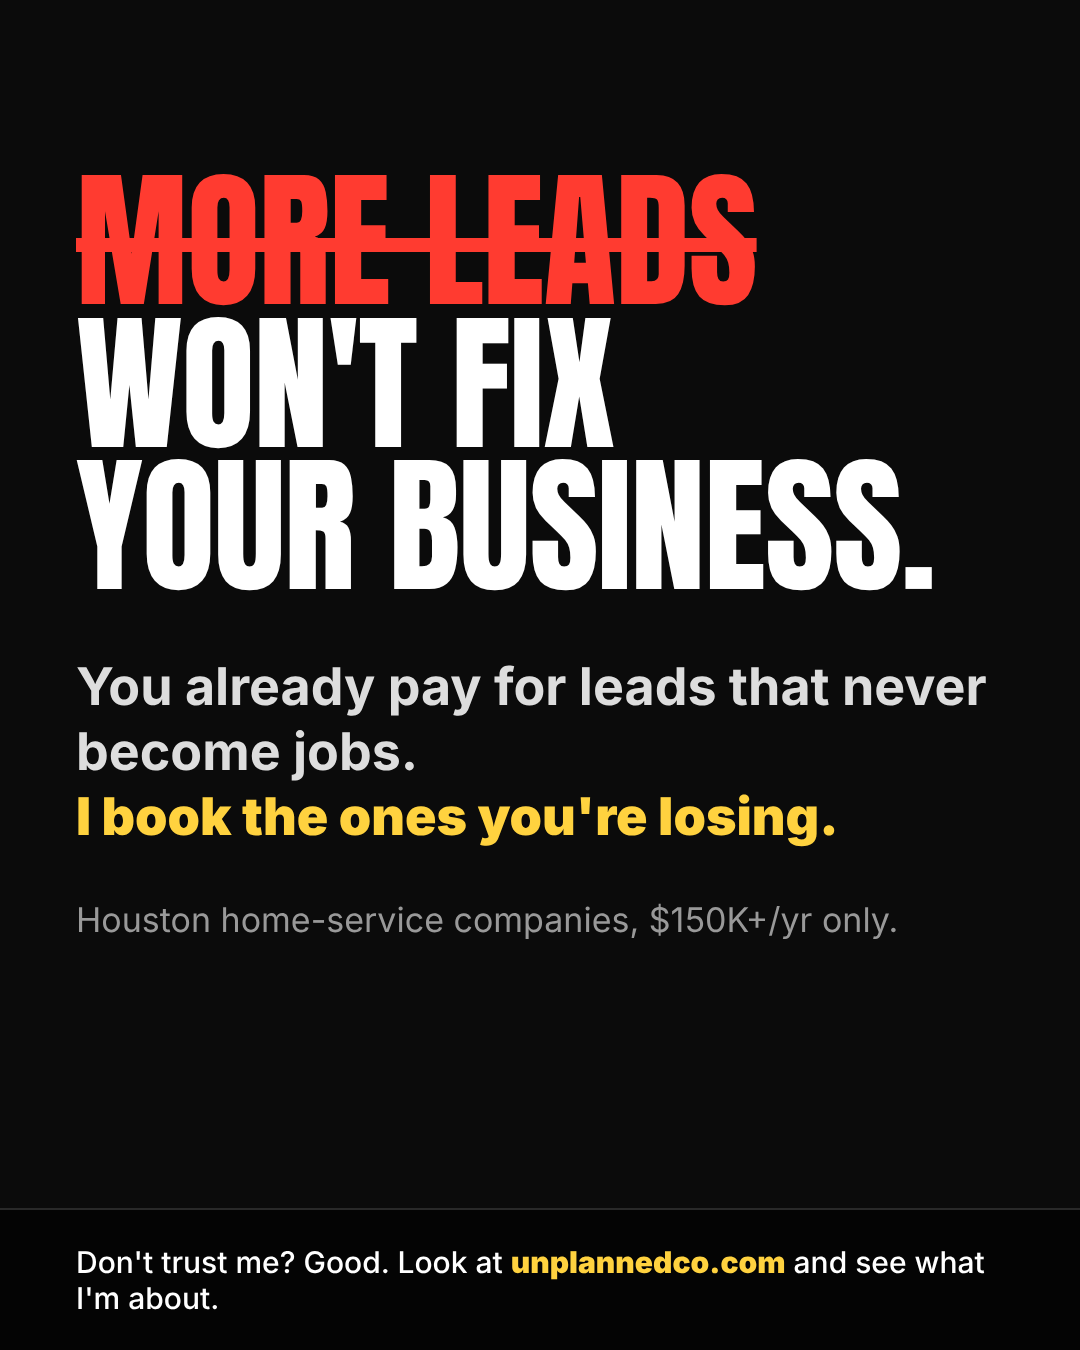 MORE LEADS
WON'T FIX
YOUR BUSINESS.
You already pay for leads that never
become jobs.
I book the ones you're losing.
Houston home-service companies, $150K+/yr only.
Don't trust me? Good. Look at unplannedco.com and see what
I'm about.